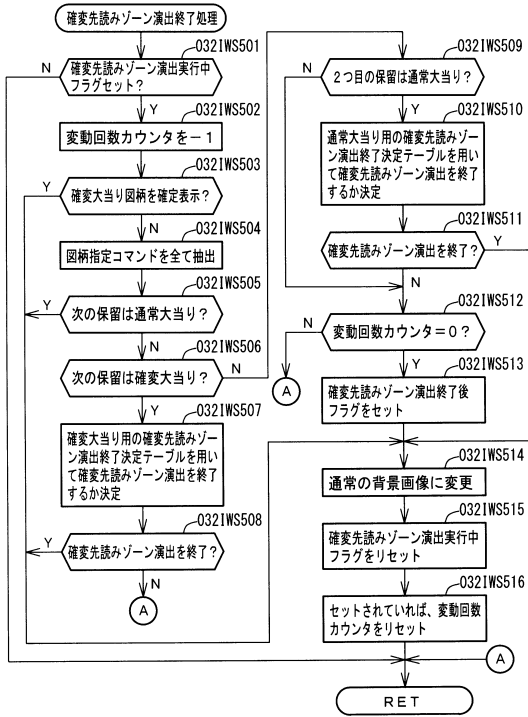 確変先読みゾーン演出終了処理
032IWS501
N
確変先読みゾーン演出実行中
フラグセット?
Y
032IWS502
変動回数カウンタを－1
032IWS503
Y
確変大当り図柄を確定表示?
N
032IWS504
図柄指定コマンドを全て抽出
032IWS505
Y
次の保留は通常大当り?
N
032IWS506
次の保留は確変大当り?
N
Y
032IWS507
確変大当り用の確変先読みゾー
ン演出終了決定テーブルを用い
て確変先読みゾーン演出を終了
するか決定
032IWS508
Y
確変先読みゾーン演出を終了?
N
A
032IWS509
N
2つ目の保留は通常大当り?
Y
032IWS510
通常大当り用の確変先読みゾー
ン演出終了決定テーブルを用い
て確変先読みゾーン演出を終了
するか決定
032IWS511
確変先読みゾーン演出を終了?
Y
N
032IWS512
N
変動回数カウンタ＝0?
A
Y
032IWS513
確変先読みゾーン演出終了後
フラグをセット
032IWS514
通常の背景画像に変更
032IWS515
確変先読みゾーン演出実行中
フラグをリセット
032IWS516
セットされていれば、変動回数
カウンタをリセット
A
RET